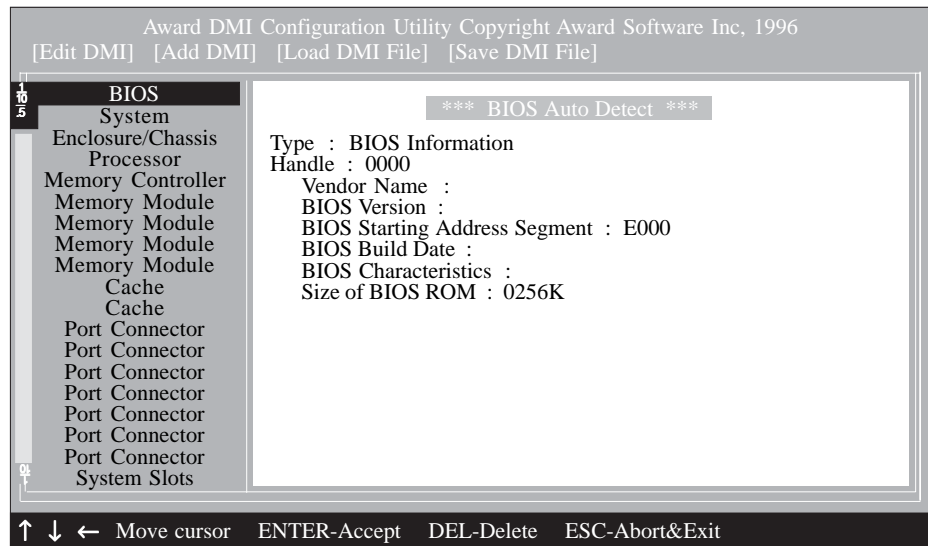 Award DMI Configuration Utility Copyright Award Software Inc, 1996
[Edit DMI] [Add DMI] [Load DMI File] [Save DMI File]
BIOS
System
Enclosure/Chassis
Processor
Memory Controller
Memory Module
Memory Module
Memory Module
Memory Module
Cache
Cache
Port Connector
Port Connector
Port Connector
Port Connector
Port Connector
Port Connector
Port Connector
System Slots
*** BIOS Auto Detect ***
Type : BIOS Information
Handle : 0000
Vendor Name :
BIOS Version :
BIOS Starting Address Segment : E000
BIOS Build Date :
BIOS Characteristics :
Size of BIOS ROM : 0256K
↑ ↓ ← Move cursor ENTER-Accept DEL-Delete ESC-Abort&Exit